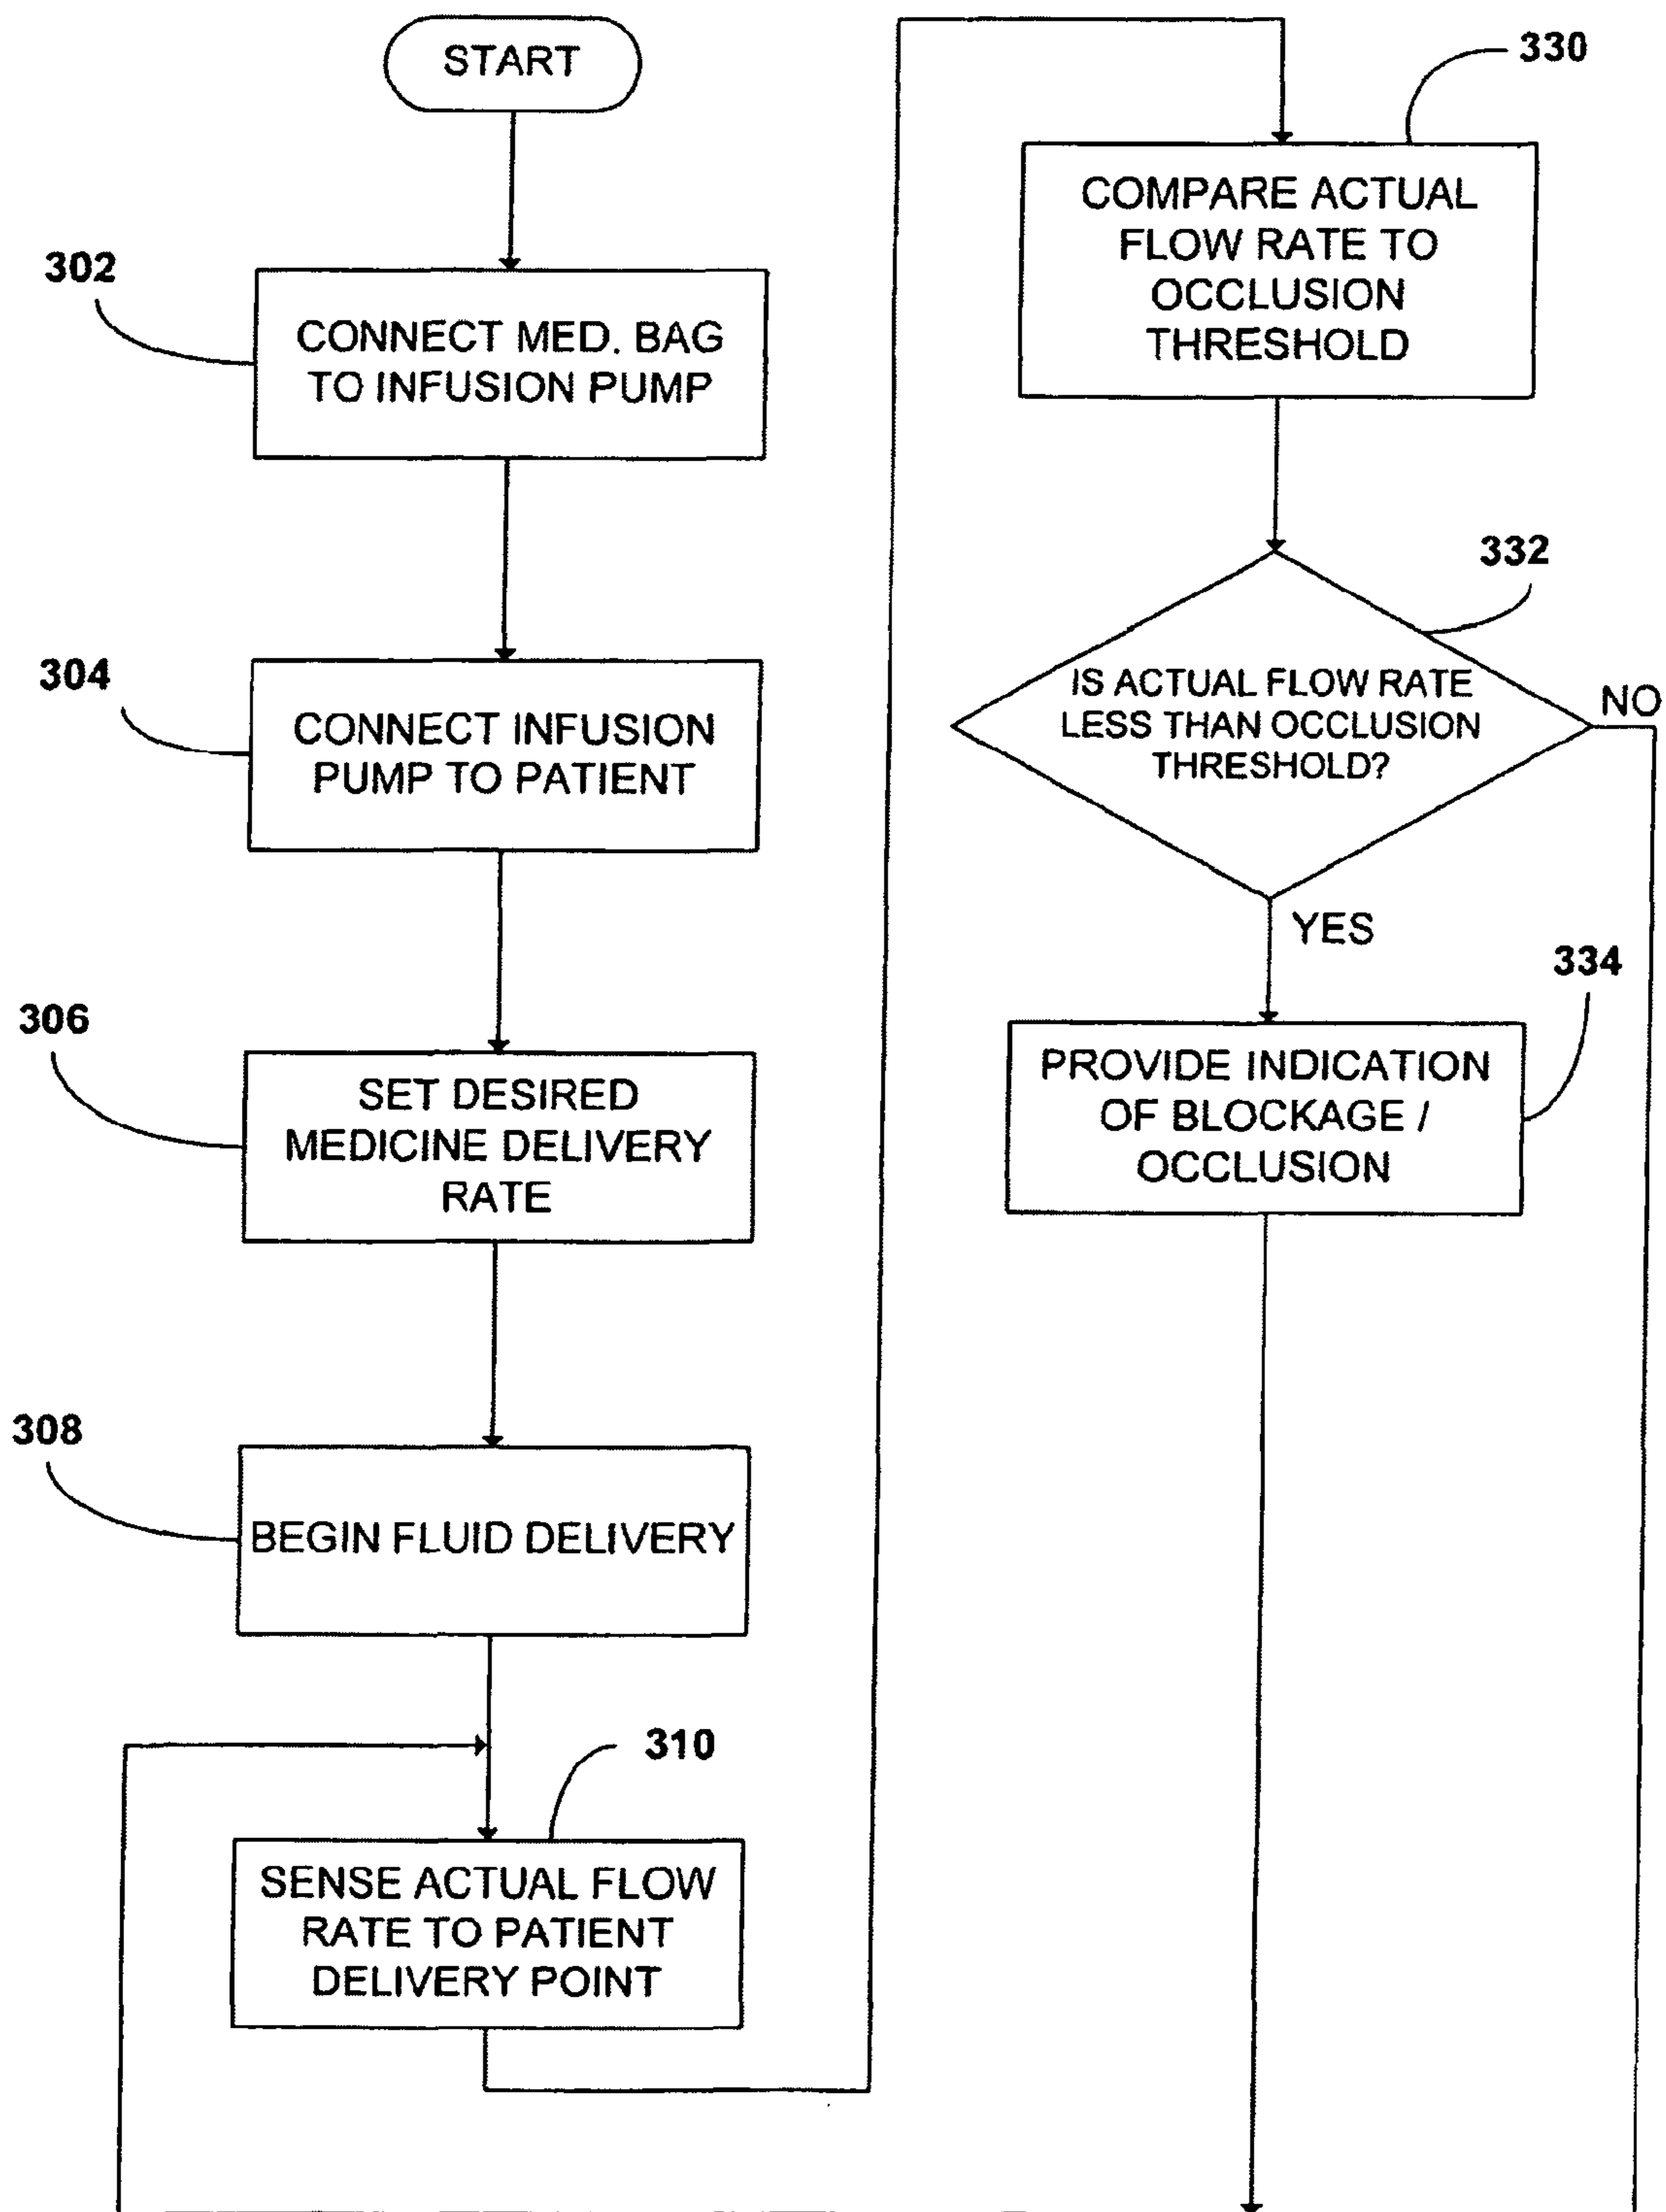 START
302
CONNECT MED. BAG
TO INFUSION PUMP
304
CONNECT INFUSION
PUMP TO PATIENT
306
SET DESIRED
MEDICINE DELIVERY
RATE
308
BEGIN FLUID DELIVERY
310
SENSE ACTUAL FLOW
RATE TO PATIENT
DELIVERY POINT
330
COMPARE ACTUAL
FLOW RATE TO
OCCLUSION
THRESHOLD
332
IS ACTUAL FLOW RATE
LESS THAN OCCLUSION
THRESHOLD?
NO
YES
334
PROVIDE INDICATION
OF BLOCKAGE /
OCCLUSION